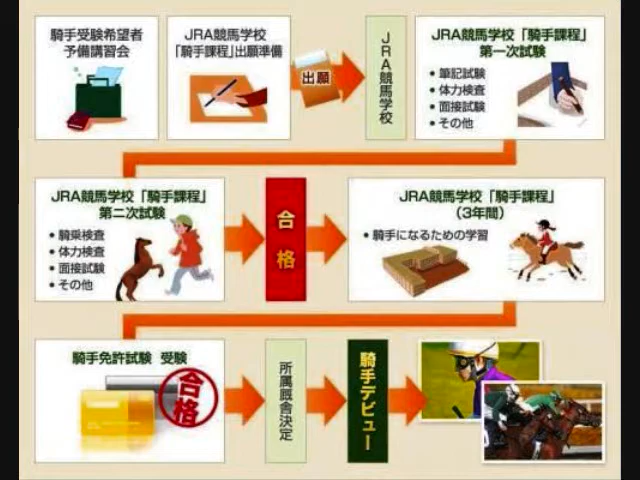 騎手受験希望者
予備講習会
JRA競馬学校
「騎手課程」出願準備
出願
JRA競馬学校
JRA競馬学校「騎手課程」
第一次試験
• 筆記試験
• 体力検査
• 面接試験
• その他
JRA競馬学校「騎手課程」
第二次試験
• 騎乗検査
• 体力検査
• 面接試験
• その他
合格
JRA競馬学校「騎手課程」
（3年間）
• 騎手になるための学習
騎手免許試験 受験
合格
所属厩舎決定
騎手デビュー